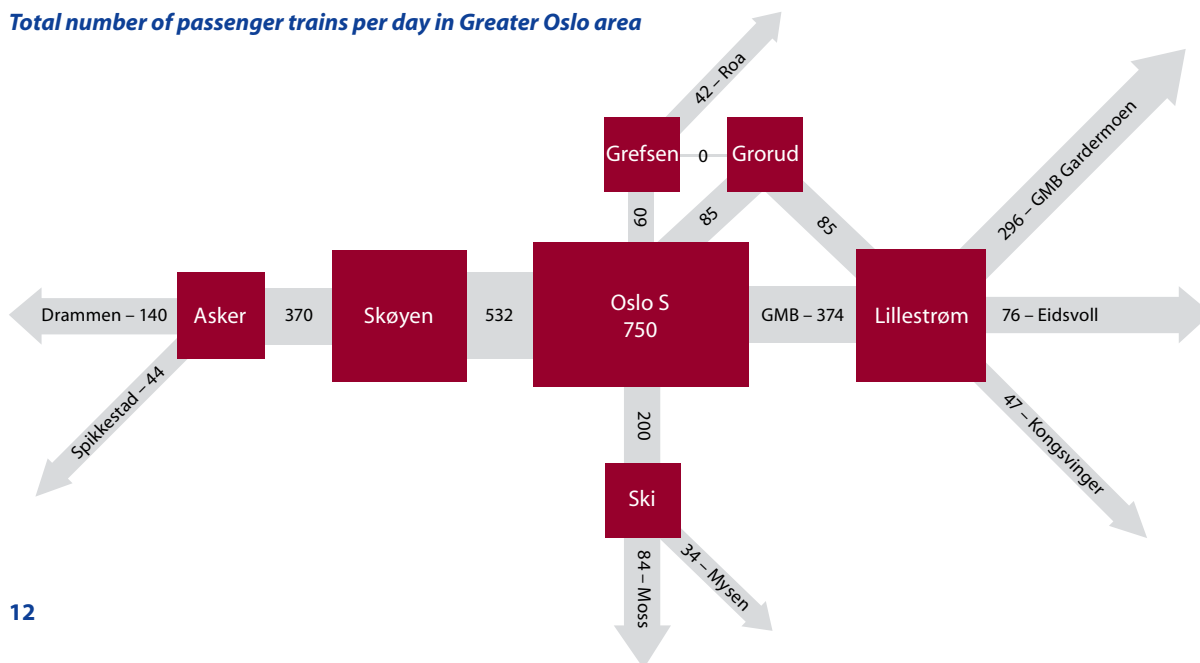 Total number of passenger trains per day in Greater Oslo area
42 – Roa
Grefsen
0
Grorud
296 – GMB Gardermoen
60
85
85
Drammen – 140
Asker
370
Skøyen
532
Oslo S
750
GMB – 374
Lillestrøm
76 – Eidsvoll
Spikkestad – 44
200
47 – Kongsvinger
Ski
84 – Moss
34 – Mysen
12